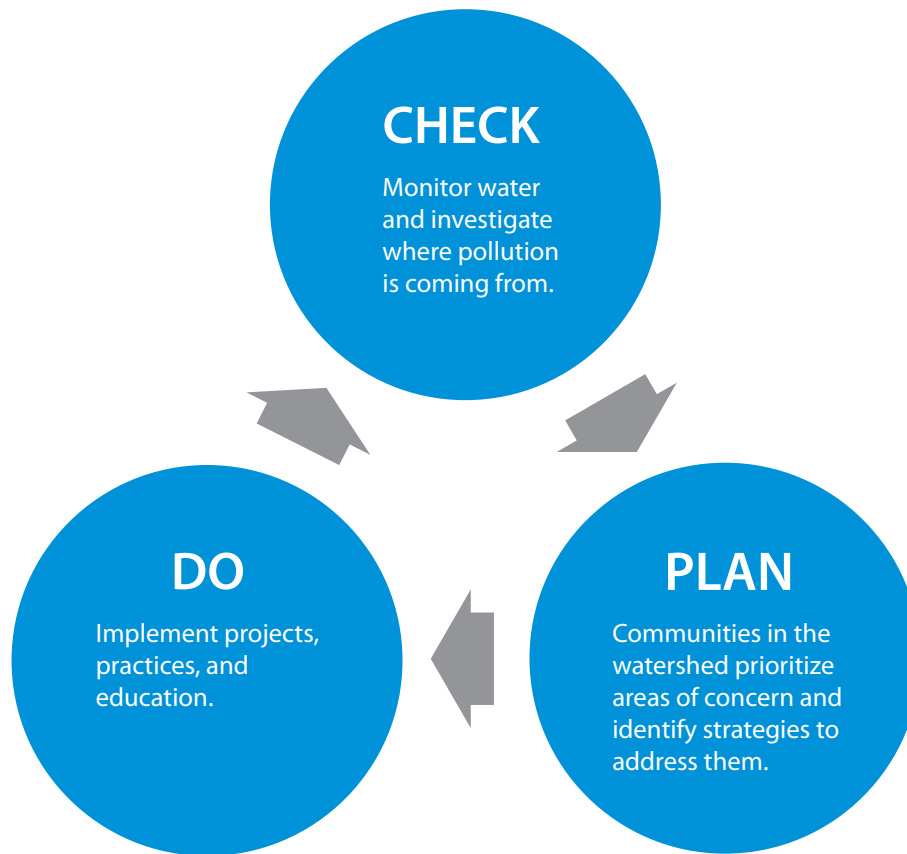 CHECK
Monitor water
and investigate
where pollution
is coming from.
DO
Implement projects,
practices, and
education.
PLAN
Communities in the
watershed prioritize
areas of concern and
identify strategies to
address them.